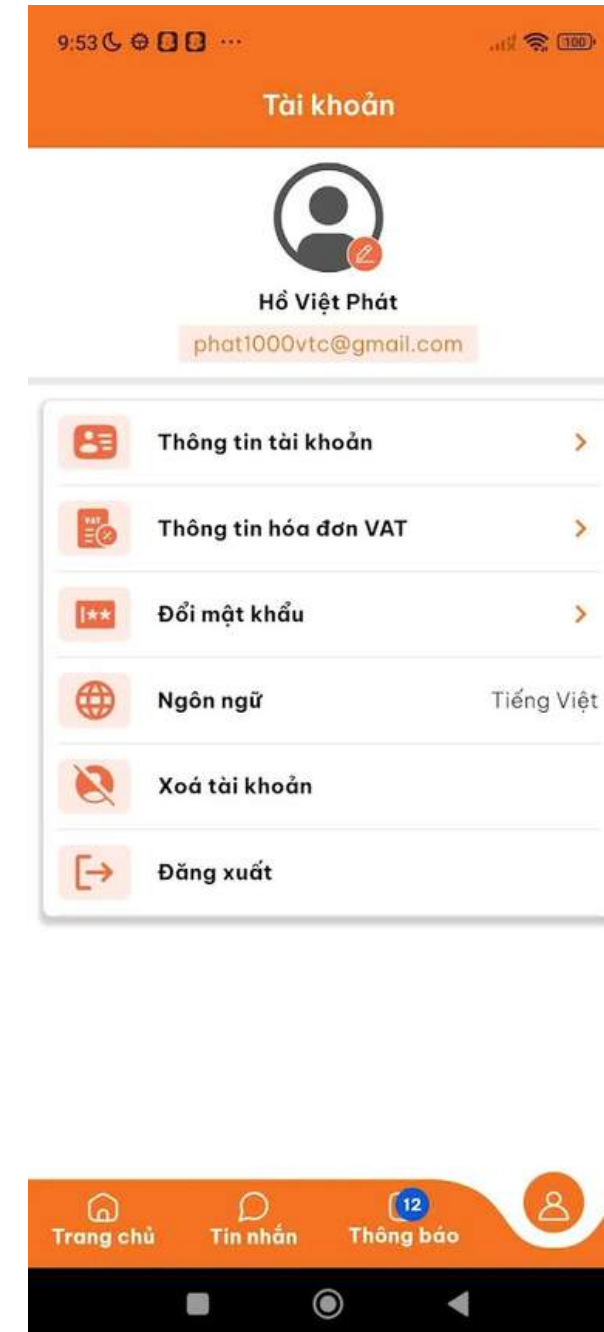 9:53
100
Tài khoản
Hồ Việt Phát
phat1000vtc@gmail.com
Thông tin tài khoản
VAT
Thông tin hóa đơn VAT
Đổi mật khẩu
Ngôn ngữ Tiếng Việt
Xoá tài khoản
Đăng xuất
12
Trang chủ Tin nhắn Thông báo